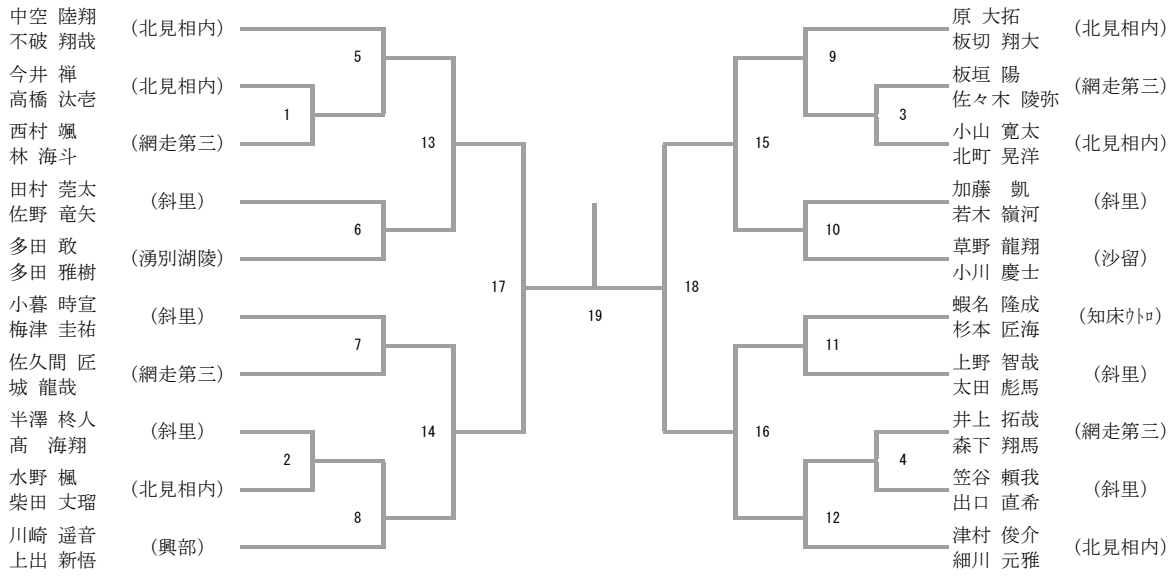 中空 陸翔
不破 翔哉
(北見相内)
今井 禅
高橋 汰壱
(北見相内)
西村 颯
林 海斗
(網走第三)
田村 莞太
佐野 竜矢
(斜里)
多田 敢
多田 雅樹
(湧別湖陵)
小暮 時宣
梅津 圭祐
(斜里)
佐久間 匠
城 龍哉
(網走第三)
半澤 柊人
髙 海翔
(斜里)
水野 楓
柴田 丈瑠
(北見相内)
川崎 遥音
上出 新悟
(興部)
5
1
13
6
17
7
14
2
8
19
9
3
15
10
18
11
16
4
12
原 大拓
板切 翔大
(北見相内)
板垣 陽
佐々木 陵弥
(網走第三)
小山 寛太
北町 晃洋
(北見相内)
加藤 凱
若木 嶺河
(斜里)
草野 龍翔
小川 慶士
(沙留)
蝦名 隆成
杉本 匠海
(知床ｳﾄﾛ)
上野 智哉
太田 彪馬
(斜里)
井上 拓哉
森下 翔馬
(網走第三)
笠谷 頼我
出口 直希
(斜里)
津村 俊介
細川 元雅
(北見相内)